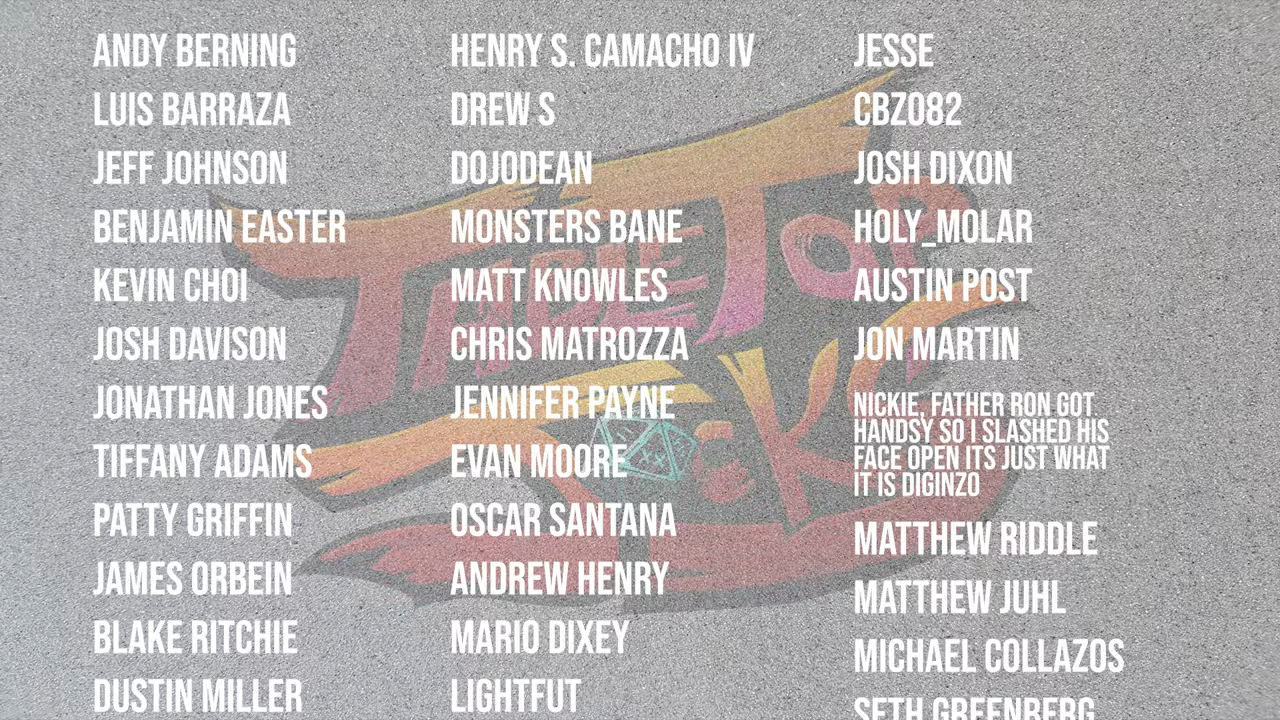 ANDY BERNING
LUIS BARRAZA
JEFF JOHNSON
BENJAMIN EASTER
KEVIN CHOI
JOSH DAVISON
JONATHAN JONES
TIFFANY ADAMS
PATTY GRIFFIN
JAMES ORBEIN
BLAKE RITCHIE
DUSTIN MILLER
HENRY S. CAMACHO IV
DREW S
DOJODEAN
MONSTERS BANE
MATT KNOWLES
CHRIS MATROZZA
JENNIFER PAYNE
EVAN MOORE
OSCAR SANTANA
ANDREW HENRY
MARIO DIXEY
LIGHTFUT
JESSE
CBZ082
JOSH DIXON
HOLY_MOLAR
AUSTIN POST
JON MARTIN
NICKIE, FATHER RON GOT
HANDSY SO I SLASHED HIS
FACE OPEN ITS JUST WHAT
IT IS DIGINZO
MATTHEW RIDDLE
MATTHEW JUHL
MICHAEL COLLAZOS
SETH GREENBERG
TABLETOP